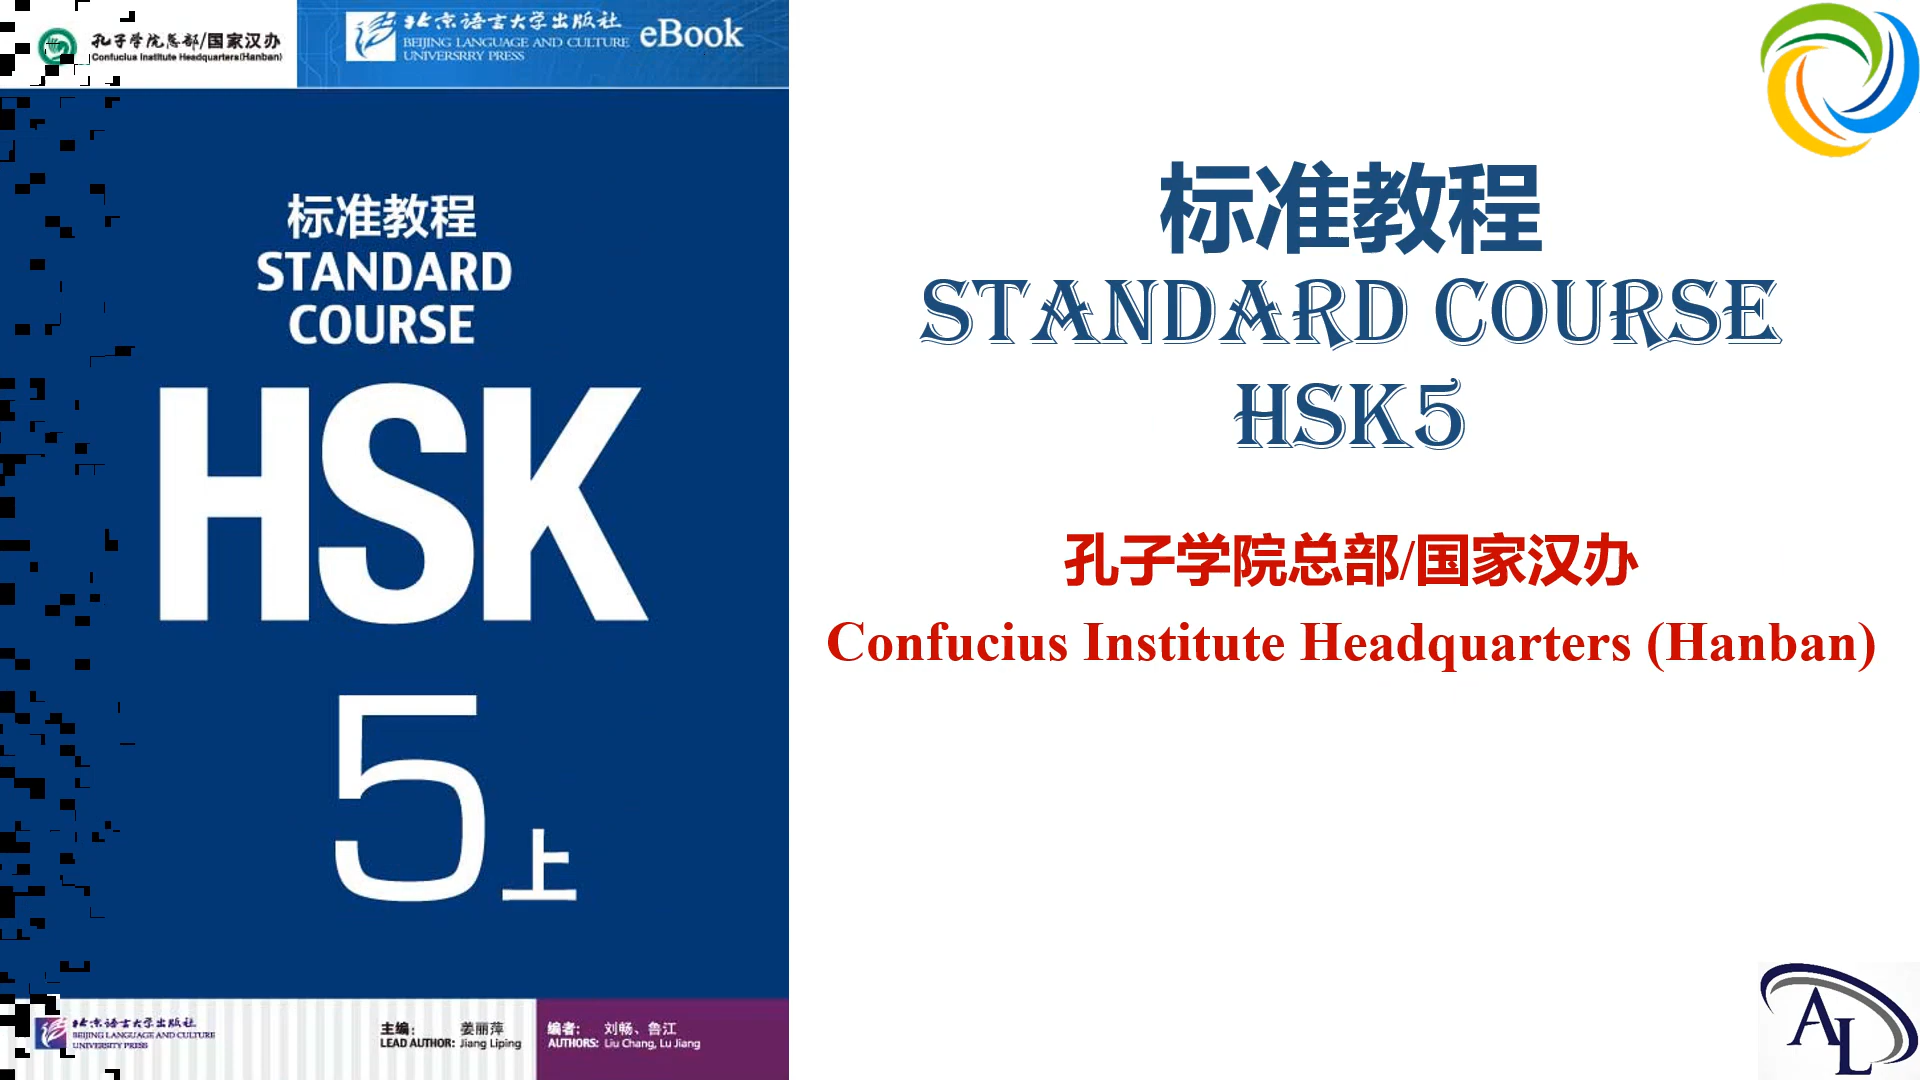 孔子学院总部/国家汉办
Confucius Institute Headquarters(Hanban)
北京语言大学出版社
BEIJING LANGUAGE AND CULTURE
UNIVERSRRY PRESS
eBook
标准教程
STANDARD
COURSE
HSK
5上
北京语言大学出版社
BEIJING LANGUAGE AND CULTURE
UNIVERSITY PRESS
主编： 姜丽萍
LEAD AUTHOR: Jiang Liping
编者： 刘畅、鲁江
AUTHORS: Liu Chang, Lu Jiang
标准教程
STANDARD COURSE
HSK5
孔子学院总部/国家汉办
Confucius Institute Headquarters (Hanban)
AL